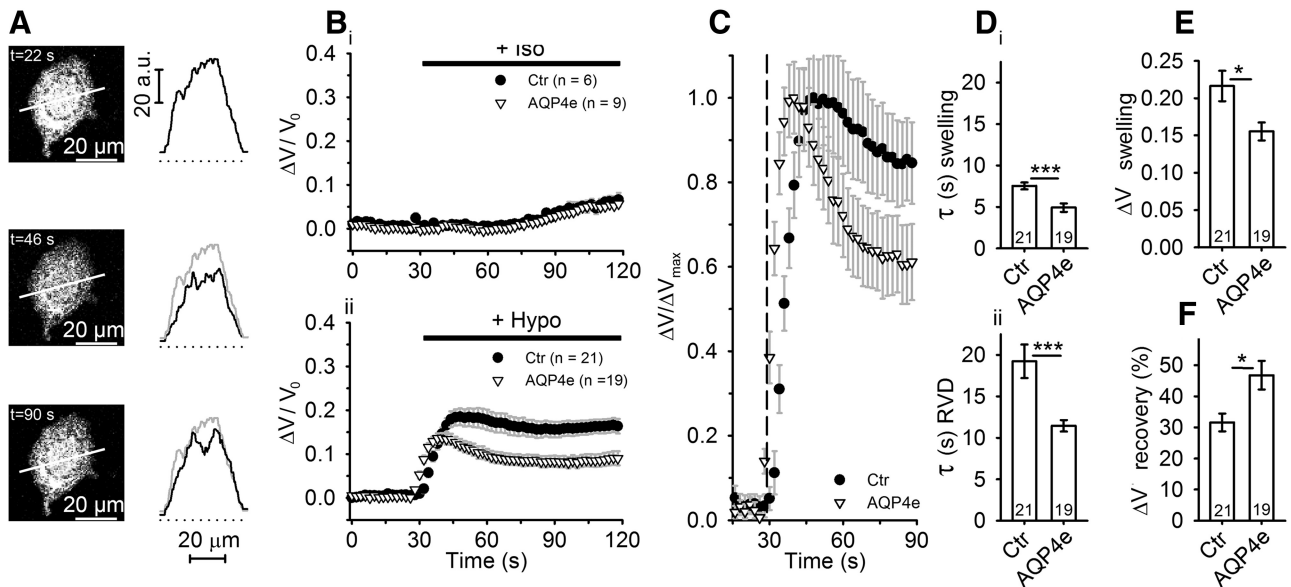 A
t=22 s
20 µm
20 a.u.
t=46 s
20 µm
t=90 s
20 µm
20 µm
B
i
+ Iso
Ctr (n = 6)
AQP4e (n = 9)
ΔV/ V0
0.4
0.3
0.2
0.1
0.0
0 30 60 90 120
ii
+ Hypo
Ctr (n = 21)
AQP4e (n =19)
ΔV/ V0
0.4
0.3
0.2
0.1
0.0
0 30 60 90 120
Time (s)
C
ΔV/ΔVmax
1.0
0.8
0.6
0.4
0.2
0.0
Ctr
AQP4e
30 60 90
Time (s)
D
i
τ (s) swelling
20
15
10
5
0
***
21 19
Ctr
AQP4e
ii
τ (s) RVD
20
15
10
5
0
***
21 19
Ctr
AQP4e
E
ΔV swelling
0.25
0.20
0.15
0.10
0.05
0.00
*
21 19
Ctr
AQP4e
F
ΔV recovery (%)
50
40
30
20
10
0
*
21 19
Ctr
AQP4e